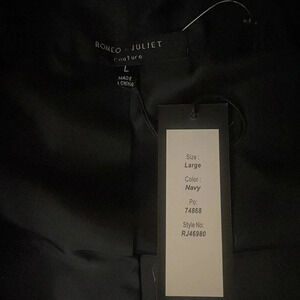 ROMEO + JULIET
Couture
L
MADE
Size :
Large
Color :
Navy
Po:
74868
Style No:
RJ46980